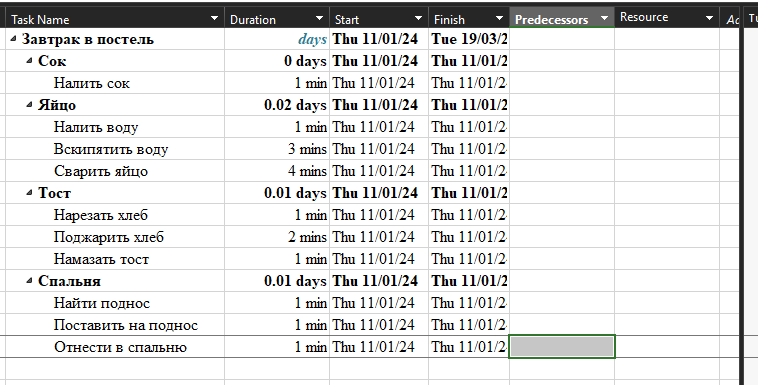 Task Name Duration Start Finish Predecessors Resource Ac Tu
Завтрак в постель days Thu 11/01/24 Tue 19/03/2
Сок 0 days Thu 11/01/24 Thu 11/01/2
Налить сок 1 min Thu 11/01/24 Thu 11/01/2
Яйцо 0.02 days Thu 11/01/24 Thu 11/01/2
Налить воду 1 min Thu 11/01/24 Thu 11/01/2
Вскипятить воду 3 mins Thu 11/01/24 Thu 11/01/2
Сварить яйцо 4 mins Thu 11/01/24 Thu 11/01/2
Тост 0.01 days Thu 11/01/24 Thu 11/01/2
Нарезать хлеб 1 min Thu 11/01/24 Thu 11/01/2
Поджарить хлеб 2 mins Thu 11/01/24 Thu 11/01/2
Намазать тост 1 min Thu 11/01/24 Thu 11/01/2
Спальня 0.01 days Thu 11/01/24 Thu 11/01/2
Найти поднос 1 min Thu 11/01/24 Thu 11/01/2
Поставить на поднос 1 min Thu 11/01/24 Thu 11/01/2
Отнести в спальню 1 min Thu 11/01/24 Thu 11/01/2